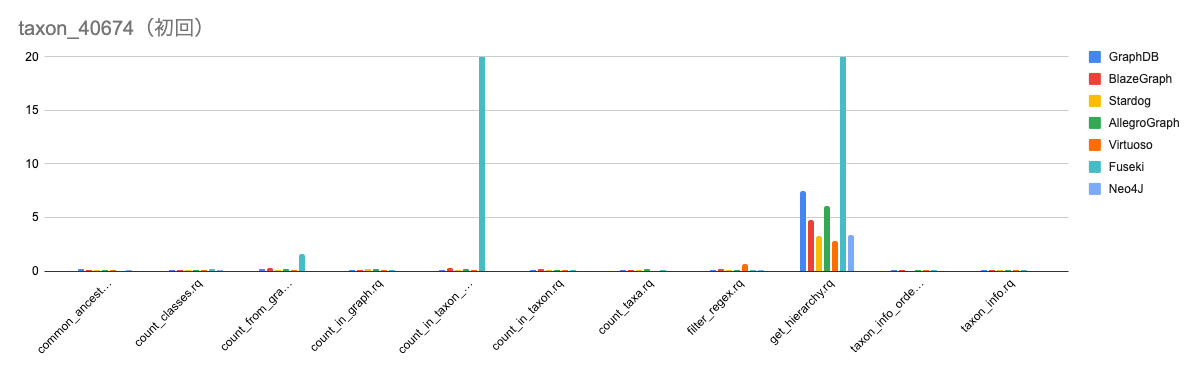 taxon_40674（初回）
20
15
10
5
0
common_ancest…
count_classes.rq
count_from_gra…
count_in_graph.rq
count_in_taxon_…
count_in_taxon.rq
count_taxa.rq
filter_regex.rq
get_hierarchy.rq
taxon_info_orde…
taxon_info.rq
GraphDB
BlazeGraph
Stardog
AllegroGraph
Virtuoso
Fuseki
Neo4J